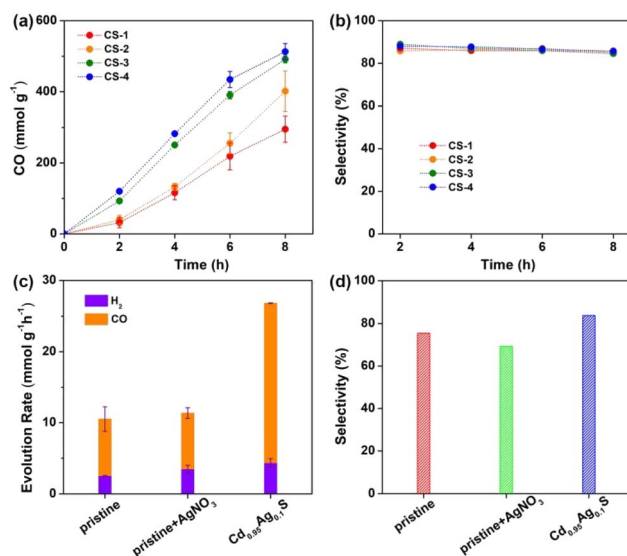 (a)
CS-1
CS-2
CS-3
CS-4
600
400
200
0
CO (mmol g⁻¹)
0 2 4 6 8
Time (h)
(b)
100
80
60
40
20
0
Selectivity (%)
CS-1
CS-2
CS-3
CS-4
2 4 6 8
Time (h)
(c)
H₂
CO
30
20
10
0
Evolution Rate (mmol g⁻¹h⁻¹)
pristine
pristine+AgNO₃
Cd₀.₉₅Ag₀.₁S
(d)
100
80
60
40
20
0
Selectivity (%)
pristine
pristine+AgNO₃
Cd₀.₉₅Ag₀.₁S